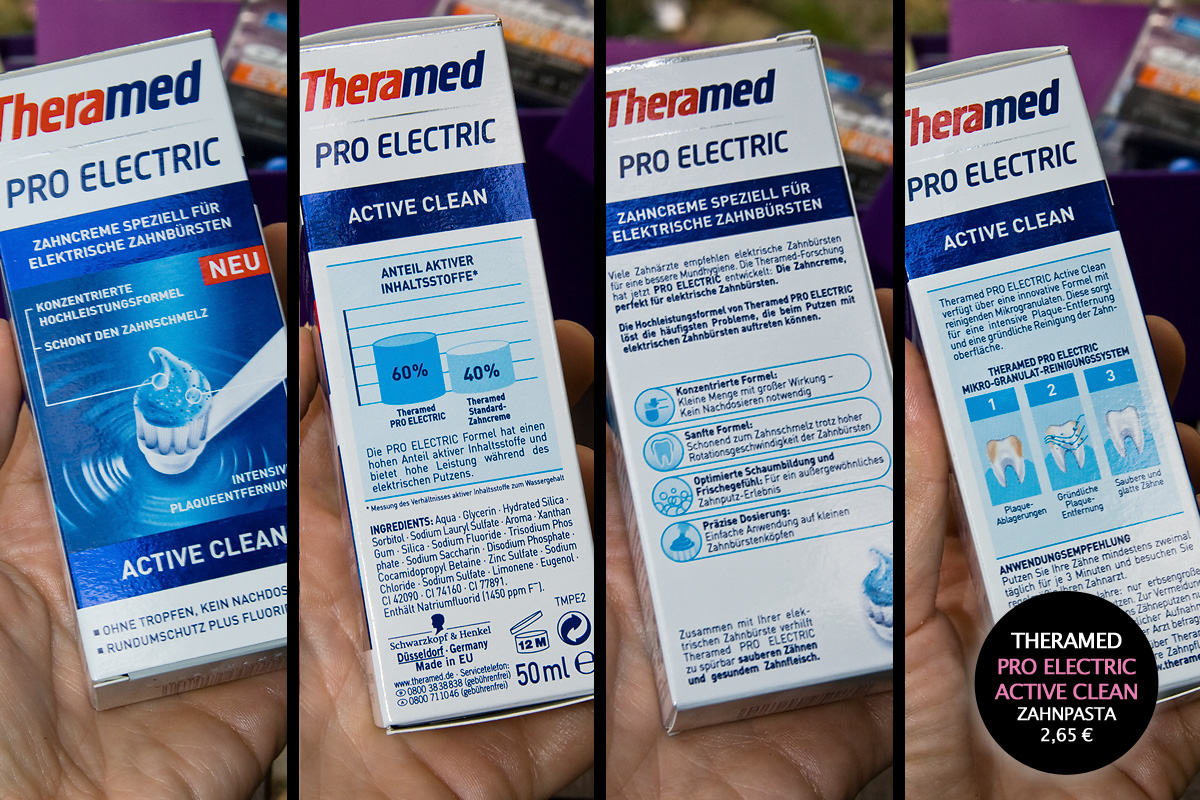 Theramed
PRO ELECTRIC
ZAHNCREME SPEZIELL FÜR
ELEKTRISCHE ZAHNBÜRSTEN
NEU
KONZENTRIERTE
HOCHLEISTUNGSFORMEL
SCHONT DEN ZAHNSCHMELZ
INTENSIV
PLAQUEENTFERNUN
ACTIVE CLEAN
▪ OHNE TROPFEN, KEIN NACHDOS
▪ RUNDUMSCHUTZ PLUS FLUORI
Theramed
PRO ELECTRIC
ACTIVE CLEAN
ANTEIL AKTIVER
INHALTSSTOFFE*
60% 40%
Theramed
PRO ELECTRIC
Theramed
Standard-
Zahncreme
Die PRO ELECTRIC Formel hat einen
hohen Anteil aktiver Inhaltsstoffe und
bietet hohe Leistung während des
elektrischen Putzens.
* Messung des Verhältnisses aktiver Inhaltsstoffe zum Wassergehalt
INGREDIENTS: Aqua · Glycerin · Hydrated Silica ·
Sorbitol · Sodium Lauryl Sulfate · Aroma · Xanthan
Gum · Silica · Sodium Fluoride · Trisodium Phos
phate · Sodium Saccharin · Disodium Phosphate ·
Cocamidopropyl Betaine · Zinc Sulfate · Sodium
Chloride · Sodium Sulfate · Limonene · Eugenol ·
CI 42090 · CI 74160 · CI 77891.
Enthält Natriumfluorid (1450 ppm F⁻).
TMPE2
Schwarzkopf & Henkel
Düsseldorf · Germany
Made in EU
12 M
www.theramed.de · Servicetelefon:
Ⓓ 0800 3838838 (gebührenfrei)
Ⓐ 0800 711046 (gebührenfrei)
50 ml ℮
Theramed
PRO ELECTRIC
ZAHNCREME SPEZIELL FÜR
ELEKTRISCHE ZAHNBÜRSTEN
Viele Zahnärzte empfehlen elektrische Zahnbürsten
für eine bessere Mundhygiene. Die Theramed-Forschung
hat jetzt PRO ELECTRIC entwickelt: Die Zahncreme,
perfekt für elektrische Zahnbürsten.
Die Hochleistungsformel von Theramed PRO ELECTRIC
löst die häufigsten Probleme, die beim Putzen mit
elektrischen Zahnbürsten auftreten können.
Konzentrierte Formel:
Kleine Menge mit großer Wirkung –
Kein Nachdosieren notwendig
Sanfte Formel:
Schonend zum Zahnschmelz trotz hoher
Rotationsgeschwindigkeit der Zahnbürsten
Optimierte Schaumbildung und
Frischegefühl: Für ein außergewöhnliches
Zahnputz-Erlebnis
Präzise Dosierung:
Einfache Anwendung auf kleinen
Zahnbürstenköpfen
Zusammen mit Ihrer elek-
trischen Zahnbürste verhilft
Theramed PRO ELECTRIC
zu spürbar sauberen Zähnen
und gesundem Zahnfleisch.
Theramed
PRO ELECTRIC
ACTIVE CLEAN
Theramed PRO ELECTRIC Active Clean
verfügt über eine innovative Formel mit
reinigenden Mikrogranulaten. Diese sorgt
für eine intensive Plaque-Entfernung
und eine gründliche Reinigung der Zahn-
oberfläche.
THERAMED PRO ELECTRIC
MIKRO-GRANULAT-REINIGUNGSSYSTEM
1 2 3
Plaque-
Ablagerungen
Gründliche
Plaque-
Entfernung
Saubere und
glatte Zähne
ANWENDUNGSEMPFEHLUNG
Putzen Sie Ihre Zähne mindestens zweimal
täglich für je 3 Minuten und besuchen Sie
Ihren Zahnarzt.
Jahre: nur erbsengroße
Zur Vermeidung
THERAMED
PRO ELECTRIC
ACTIVE CLEAN
ZAHNPASTA
2,65 €